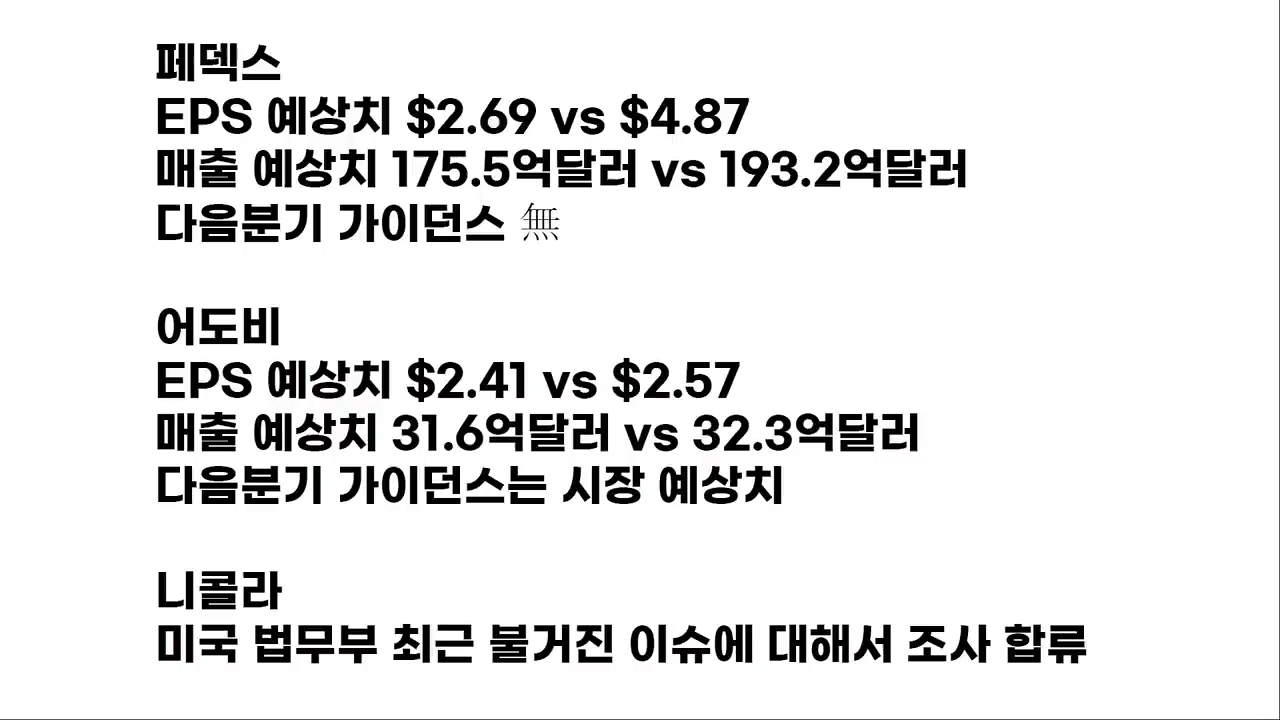 페덱스
EPS 예상치 $2.69 vs $4.87
매출 예상치 175.5억달러 vs 193.2억달러
다음분기 가이던스 無
어도비
EPS 예상치 $2.41 vs $2.57
매출 예상치 31.6억달러 vs 32.3억달러
다음분기 가이던스는 시장 예상치
니콜라
미국 법무부 최근 불거진 이슈에 대해서 조사 합류